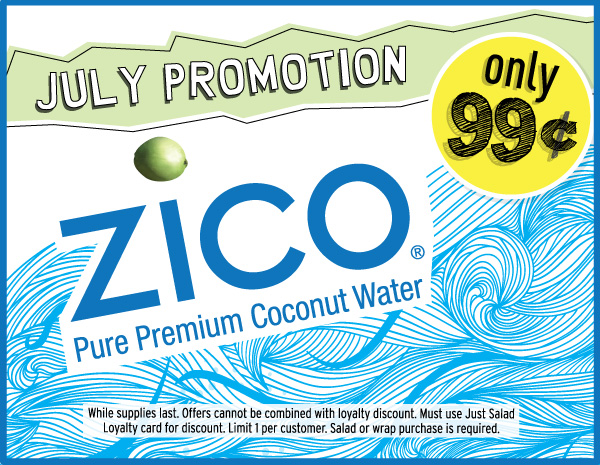 JULY PROMOTION
only
99¢
ZICO®
Pure Premium Coconut Water
While supplies last. Offers cannot be combined with loyalty discount. Must use Just Salad
Loyalty card for discount. Limit 1 per customer. Salad or wrap purchase is required.